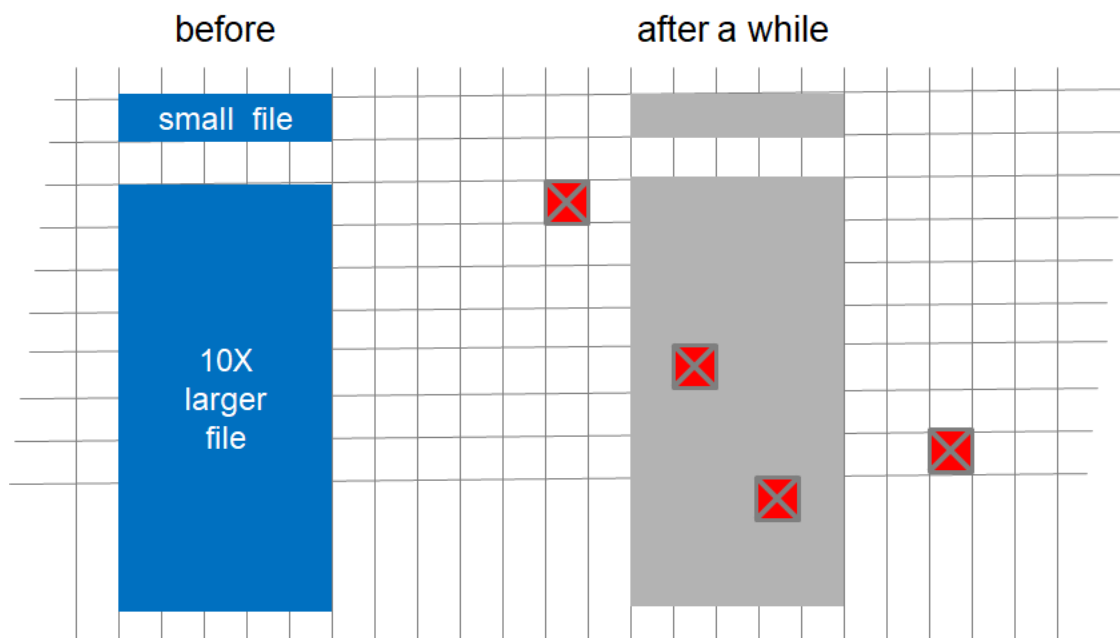 before
after a while
small file
10X
larger
file